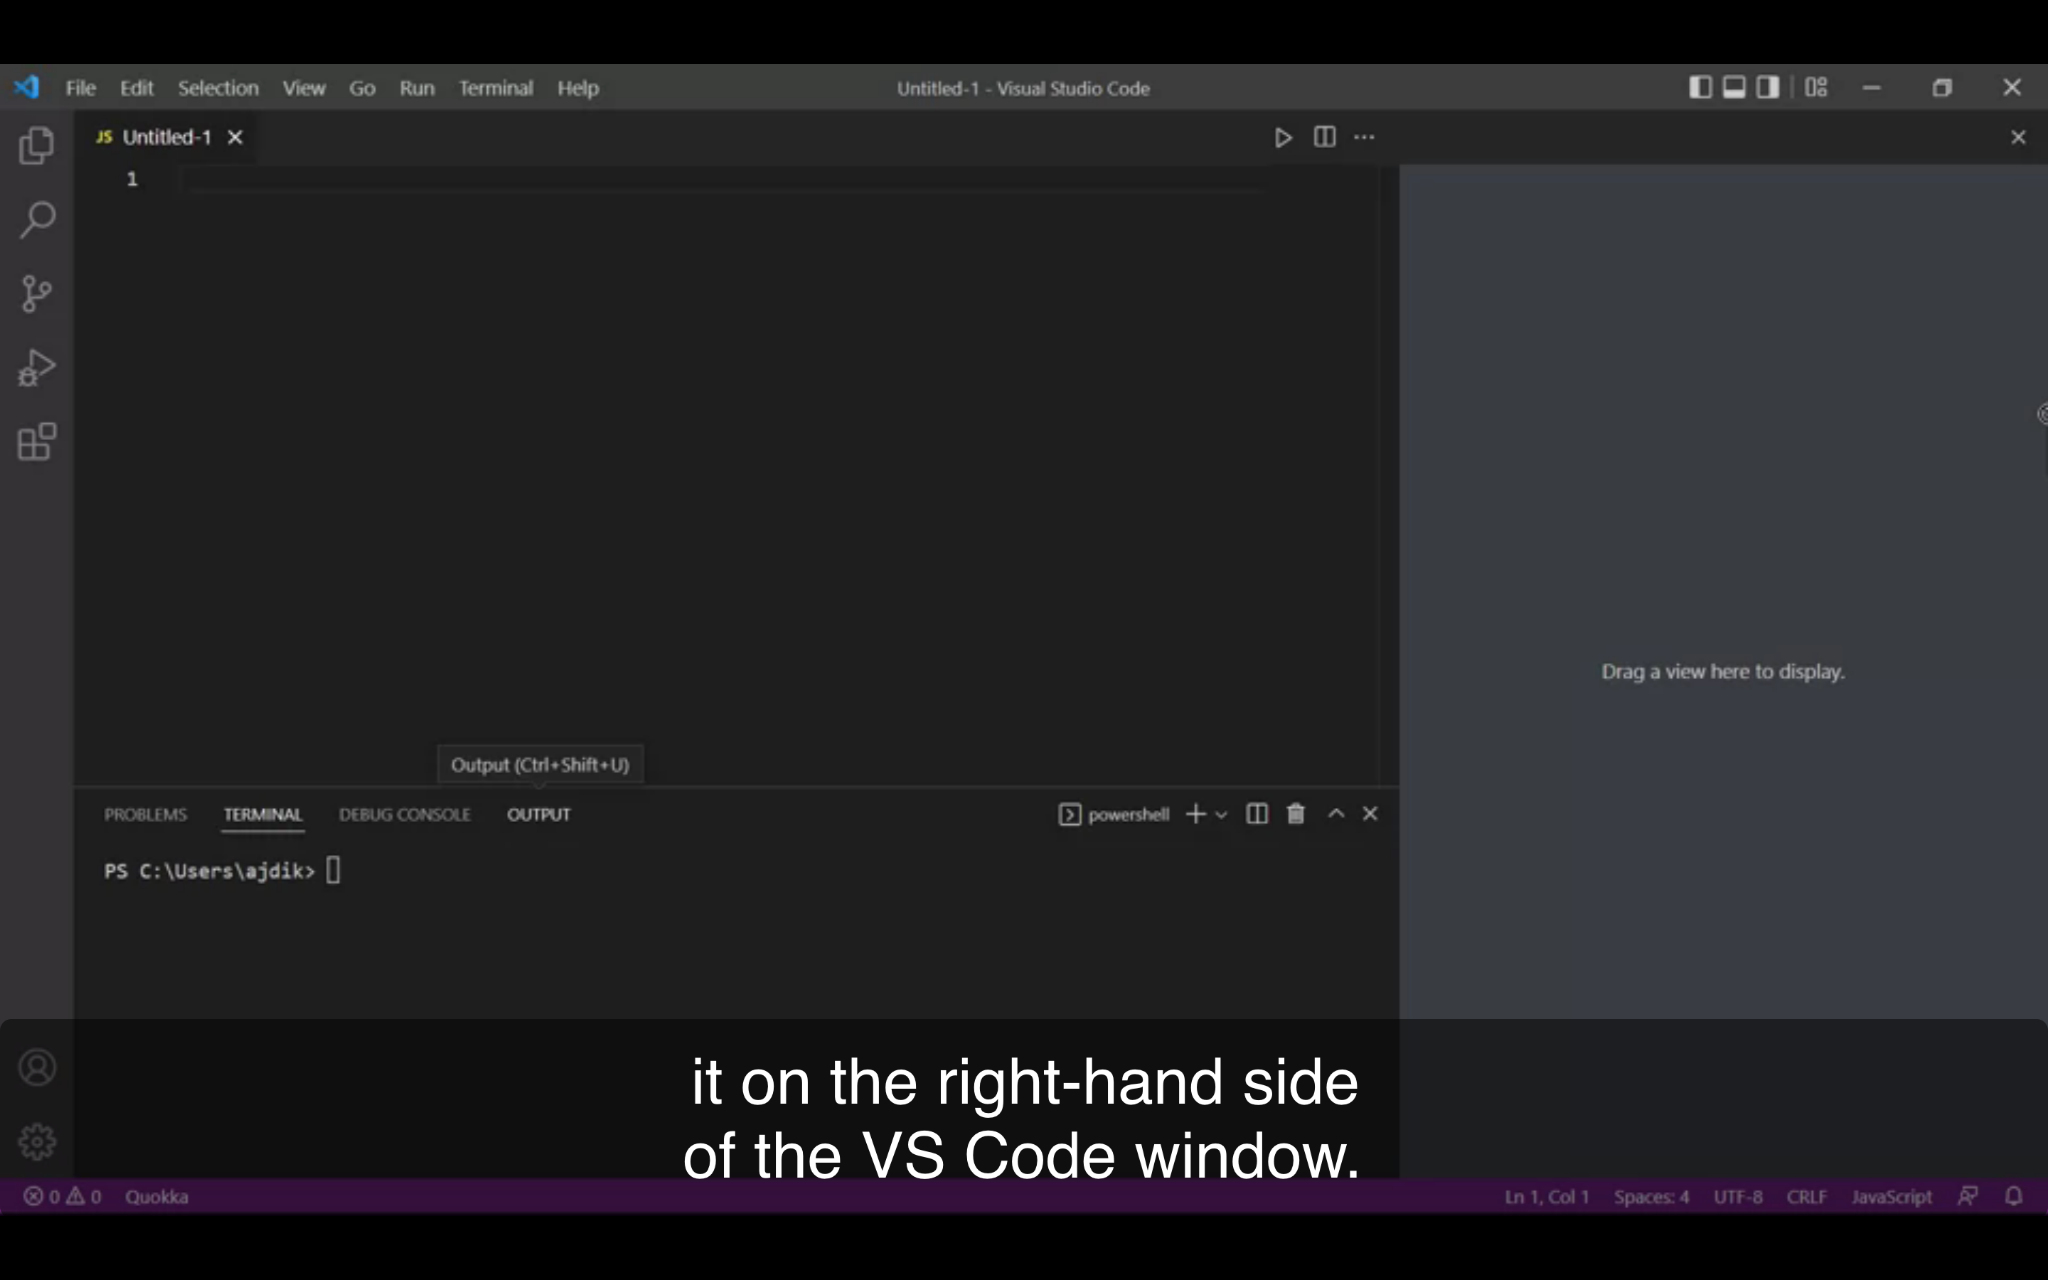 File Edit Selection View Go Run Terminal Help Untitled-1 - Visual Studio Code
JS Untitled-1
1
Drag a view here to display.
Output (Ctrl+Shift+U)
PROBLEMS TERMINAL DEBUG CONSOLE OUTPUT powershell
PS C:\Users\ajdik>
it on the right-hand side
of the VS Code window.
0 0 Quokka Ln 1, Col 1 Spaces: 4 UTF-8 CRLF JavaScript